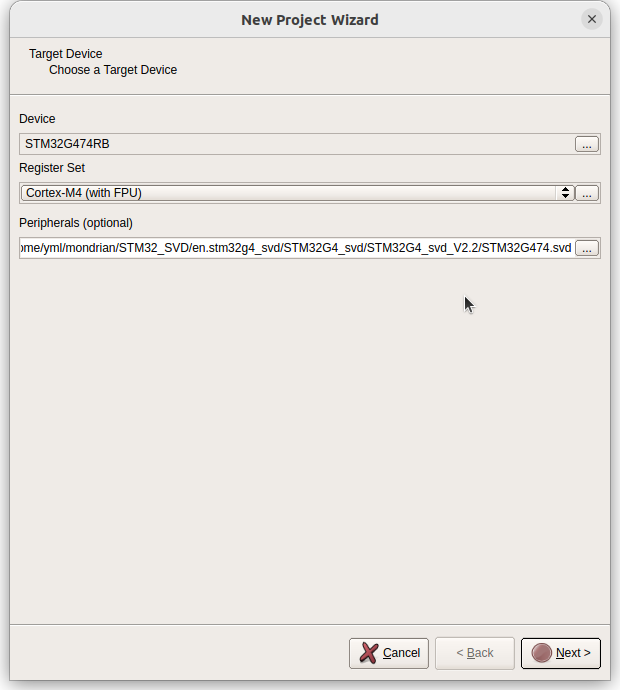 New Project Wizard
Target Device
Choose a Target Device
Device
STM32G474RB
...
Register Set
Cortex-M4 (with FPU)
...
Peripherals (optional)
ome/yml/mondrian/STM32_SVD/en.stm32g4_svd/STM32G4_svd/STM32G4_svd_V2.2/STM32G474.svd
...
Cancel
< Back
Next >